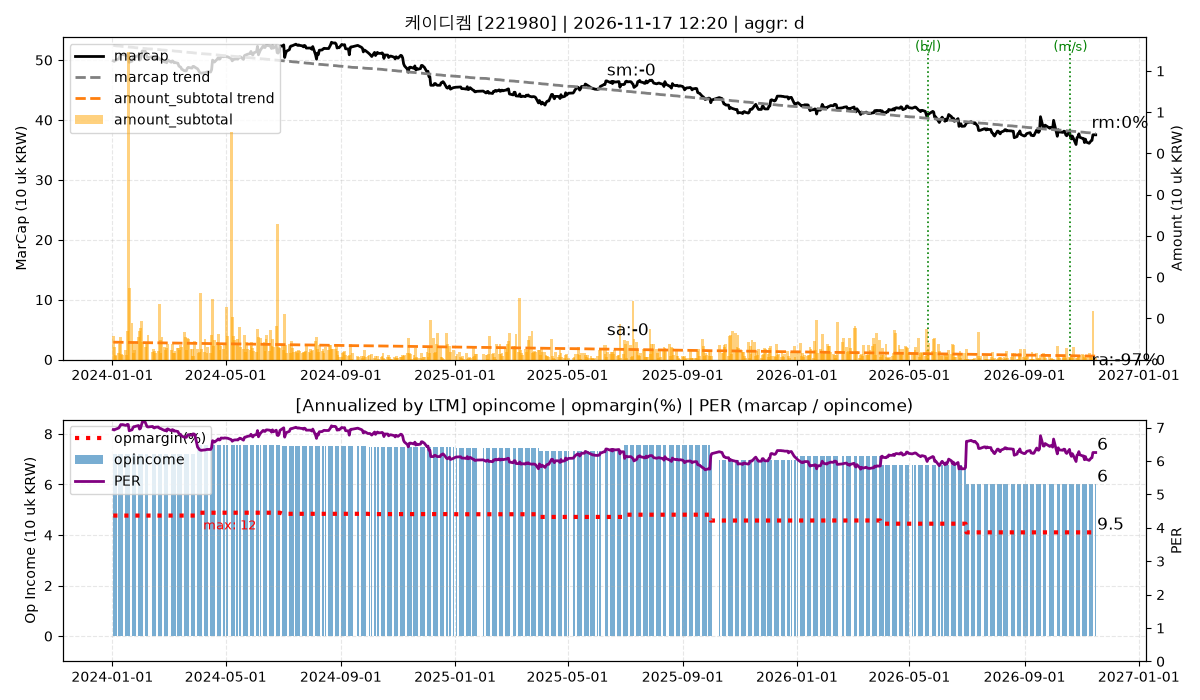 케이디켐 [221980] | 2026-11-17 12:20 | aggr: d
MarCap (10 uk KRW)
50
40
30
20
10
0
marcap
marcap trend
amount_subtotal trend
amount_subtotal
sm:-0
sa:-0
(b/l)
(m/s)
rm:0%
ra:-97%
1
1
0
0
0
0
0
0
Amount (10 uk KRW)
2024-01-01
2024-05-01
2024-09-01
2025-01-01
2025-05-01
2025-09-01
2026-01-01
2026-05-01
2026-09-01
2027-01-01
[Annualized by LTM] opincome | opmargin(%) | PER (marcap / opincome)
Op Income (10 uk KRW)
8
6
4
2
0
opmargin(%)
opincome
PER
max: 12
6
6
9.5
7
6
5
4
3
2
1
0
PER
2024-01-01
2024-05-01
2024-09-01
2025-01-01
2025-05-01
2025-09-01
2026-01-01
2026-05-01
2026-09-01
2027-01-01